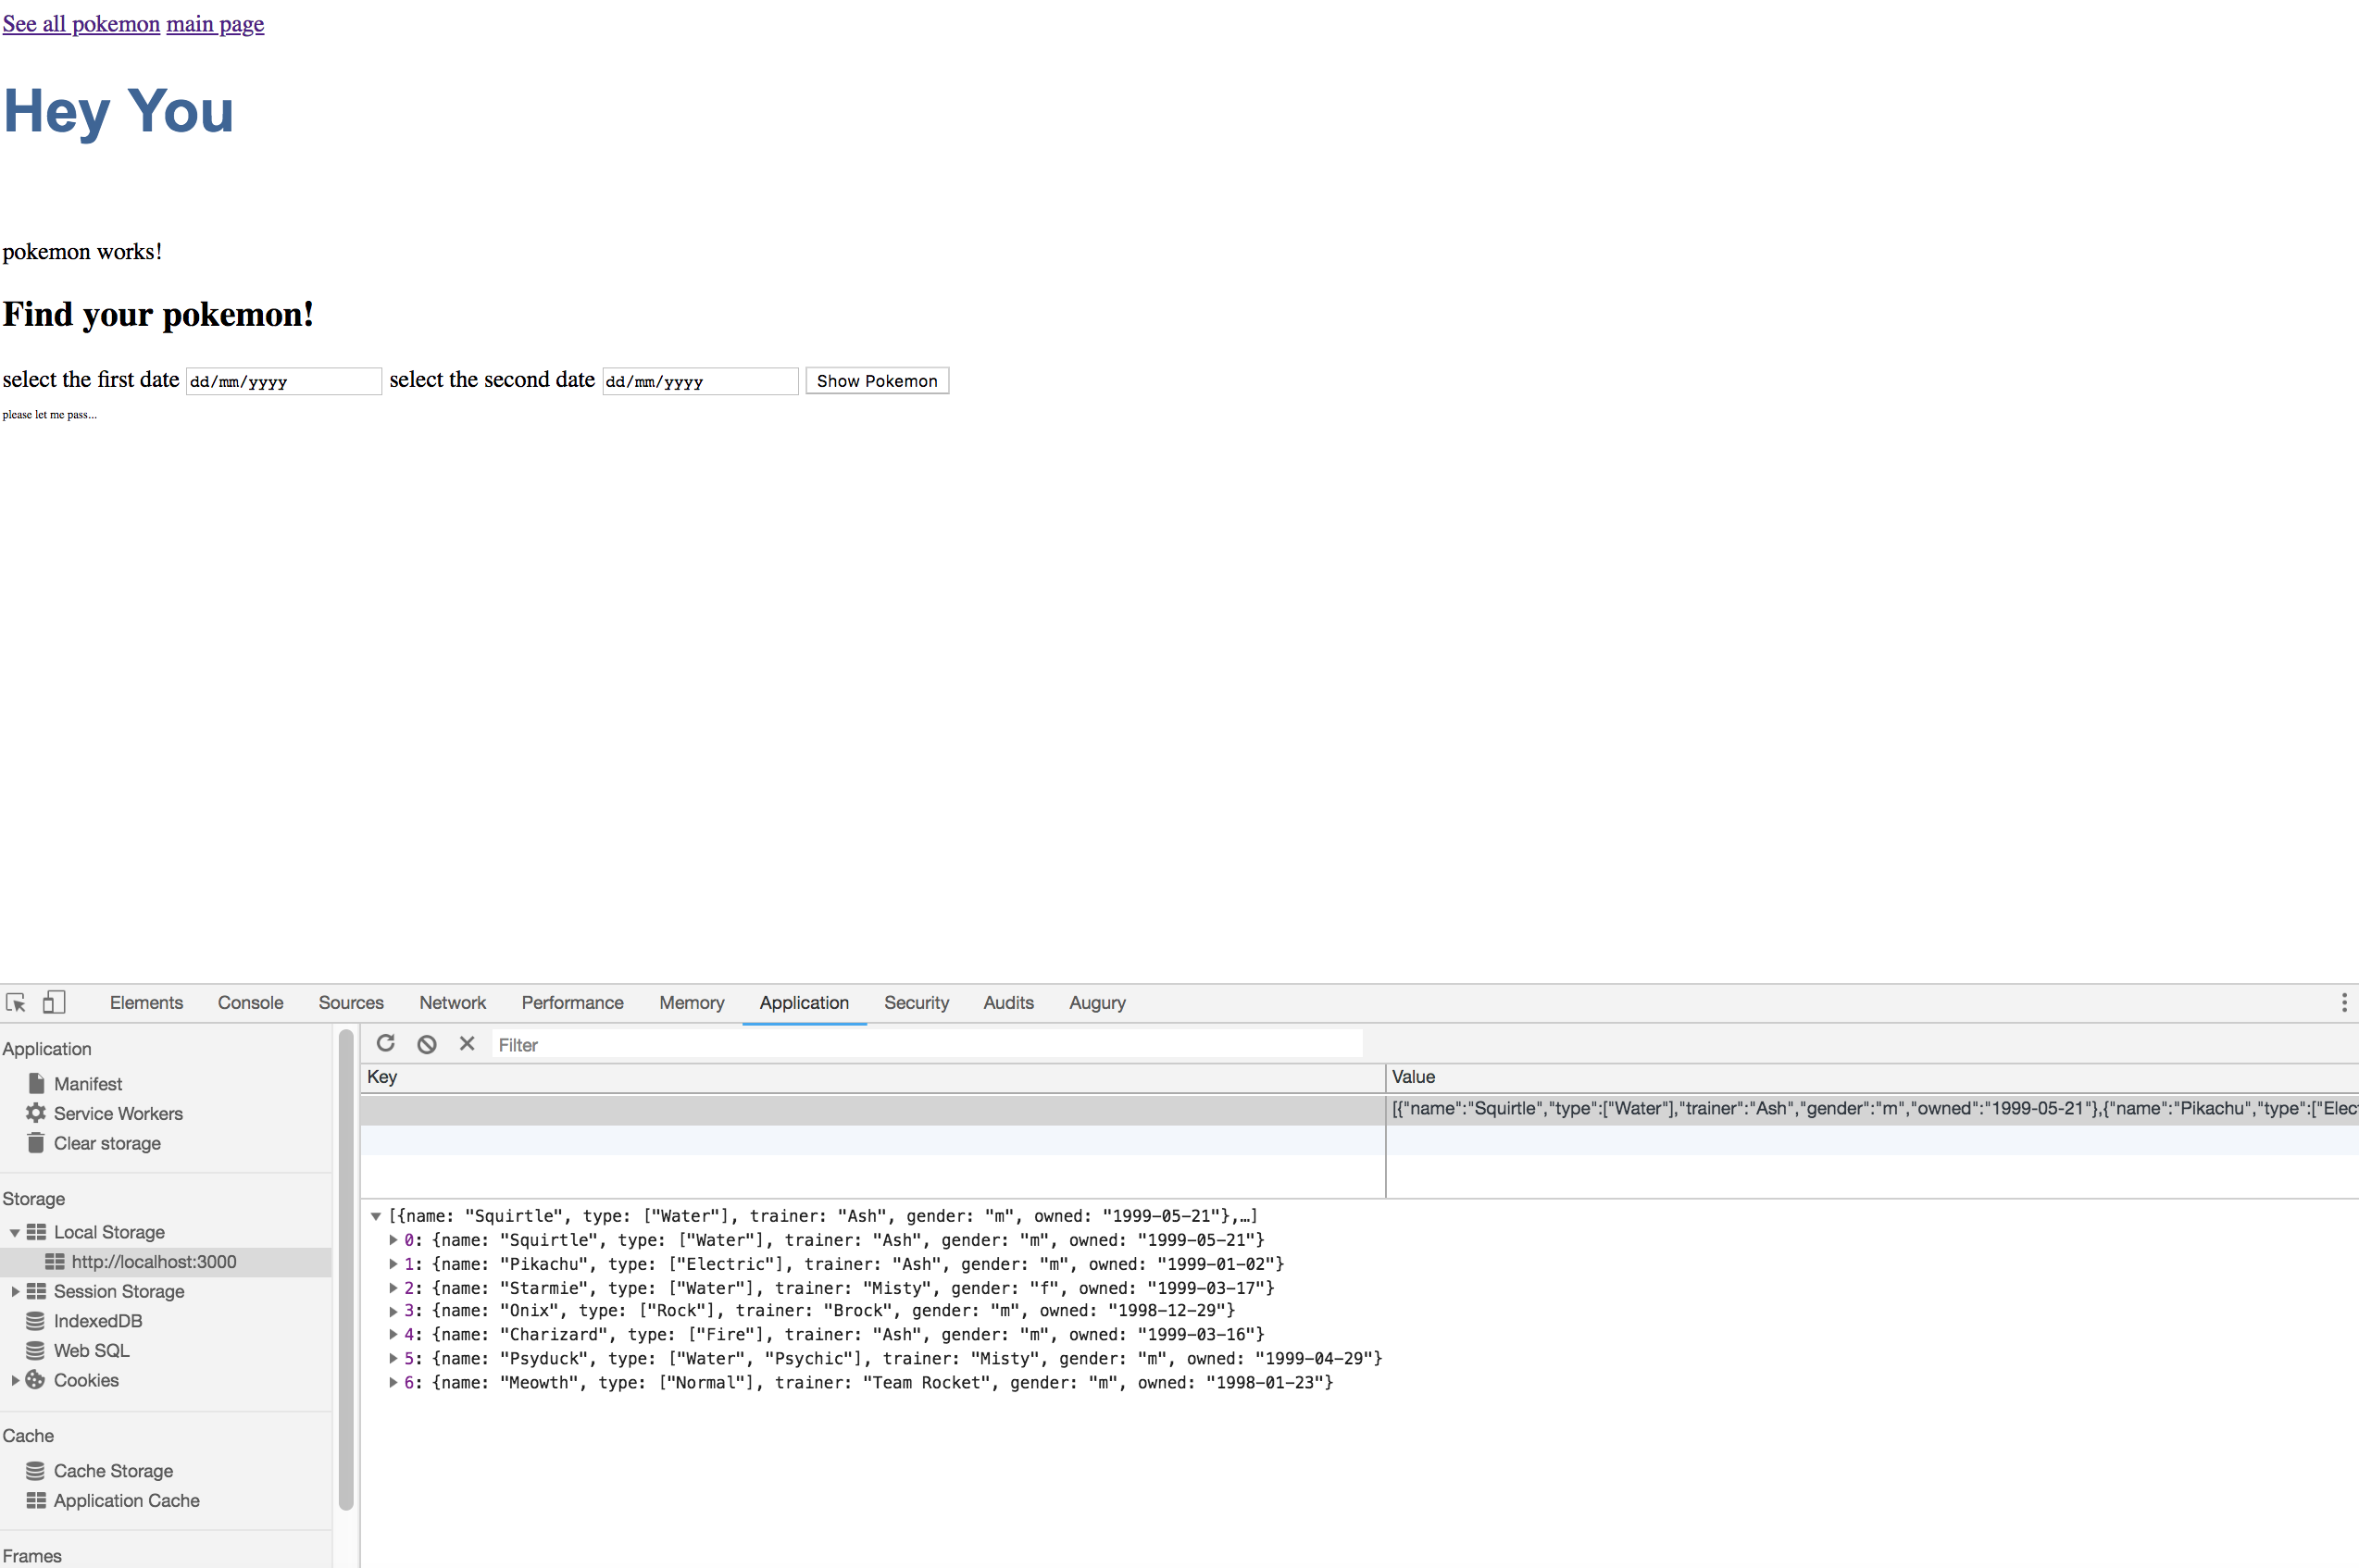 See all pokemon main page
Hey You
pokemon works!
Find your pokemon!
select the first date dd/mm/yyyy select the second date dd/mm/yyyy Show Pokemon
please let me pass...
Elements Console Sources Network Performance Memory Application Security Audits Augury
Application
Manifest
Service Workers
Clear storage
Storage
Local Storage
http://localhost:3000
Session Storage
IndexedDB
Web SQL
Cookies
Cache
Cache Storage
Application Cache
Frames
Filter
Key Value
[{"name":"Squirtle","type":["Water"],"trainer":"Ash","gender":"m","owned":"1999-05-21"},{"name":"Pikachu","type":["Elec
[{name: "Squirtle", type: ["Water"], trainer: "Ash", gender: "m", owned: "1999-05-21"},…]
0: {name: "Squirtle", type: ["Water"], trainer: "Ash", gender: "m", owned: "1999-05-21"}
1: {name: "Pikachu", type: ["Electric"], trainer: "Ash", gender: "m", owned: "1999-01-02"}
2: {name: "Starmie", type: ["Water"], trainer: "Misty", gender: "f", owned: "1999-03-17"}
3: {name: "Onix", type: ["Rock"], trainer: "Brock", gender: "m", owned: "1998-12-29"}
4: {name: "Charizard", type: ["Fire"], trainer: "Ash", gender: "m", owned: "1999-03-16"}
5: {name: "Psyduck", type: ["Water", "Psychic"], trainer: "Misty", gender: "m", owned: "1999-04-29"}
6: {name: "Meowth", type: ["Normal"], trainer: "Team Rocket", gender: "m", owned: "1998-01-23"}